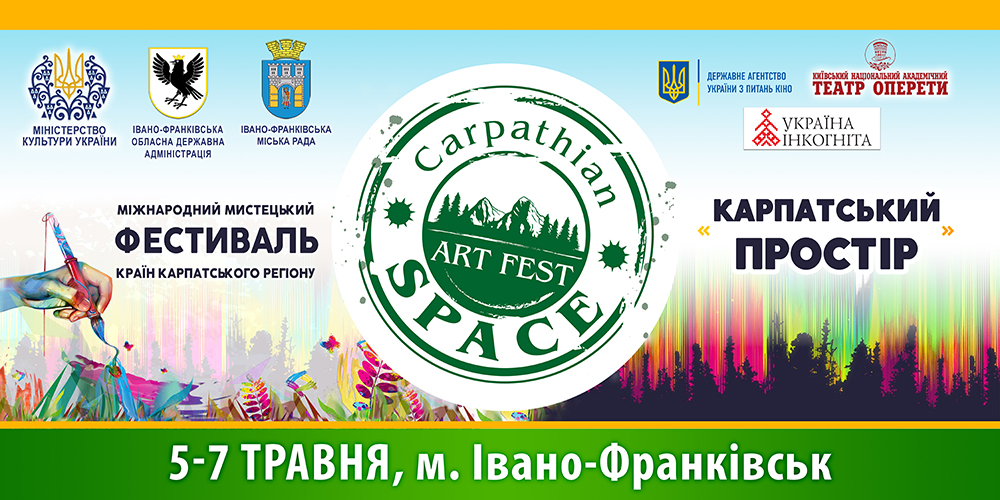 МІНІСТЕРСТВО
КУЛЬТУРИ УКРАЇНИ
ІВАНО-ФРАНКІВСЬКА
ОБЛАСНА ДЕРЖАВНА
АДМІНІСТРАЦІЯ
ІВАНО-ФРАНКІВСЬКА
МІСЬКА РАДА
ДЕРЖАВНЕ АГЕНТСТВО
УКРАЇНИ З ПИТАНЬ КІНО
КИЇВСЬКИЙ НАЦІОНАЛЬНИЙ АКАДЕМІЧНИЙ
ТЕАТР ОПЕРЕТИ
УКРАЇНА
ІНКОГНІТА
МІЖНАРОДНИЙ МИСТЕЦЬКИЙ
ФЕСТИВАЛЬ
КРАЇН КАРПАТСЬКОГО РЕГІОНУ
Carpathian
ART FEST
SPACE
КАРПАТСЬКИЙ
« ПРОСТІР »
5-7 ТРАВНЯ, м. Івано-Франківськ